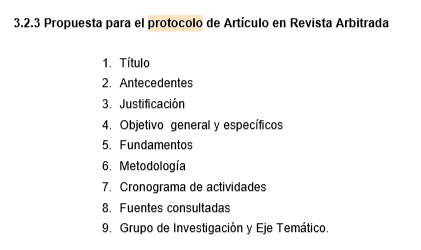 3.2.3 Propuesta para el protocolo de Artículo en Revista Arbitrada
1. Título
2. Antecedentes
3. Justificación
4. Objetivo general y específicos
5. Fundamentos
6. Metodología
7. Cronograma de actividades
8. Fuentes consultadas
9. Grupo de Investigación y Eje Temático.